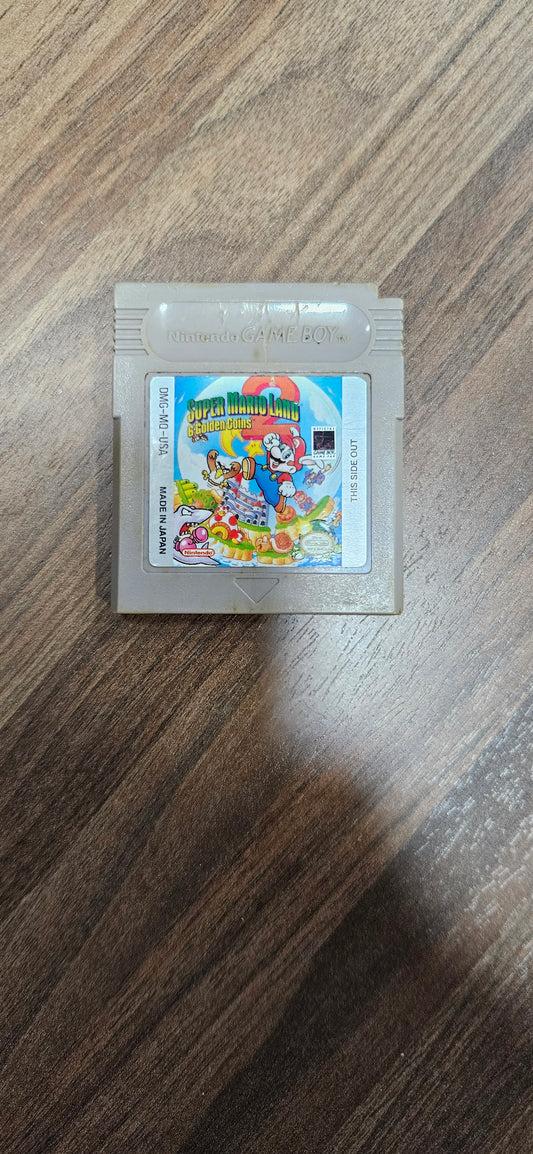 Nintendo GAME BOY TM
DMG-MQ-USA
MADE IN JAPAN
SUPER MARIO LAND
2
6 Golden Coins
GAME BOY
THIS SIDE OUT
Nintendo